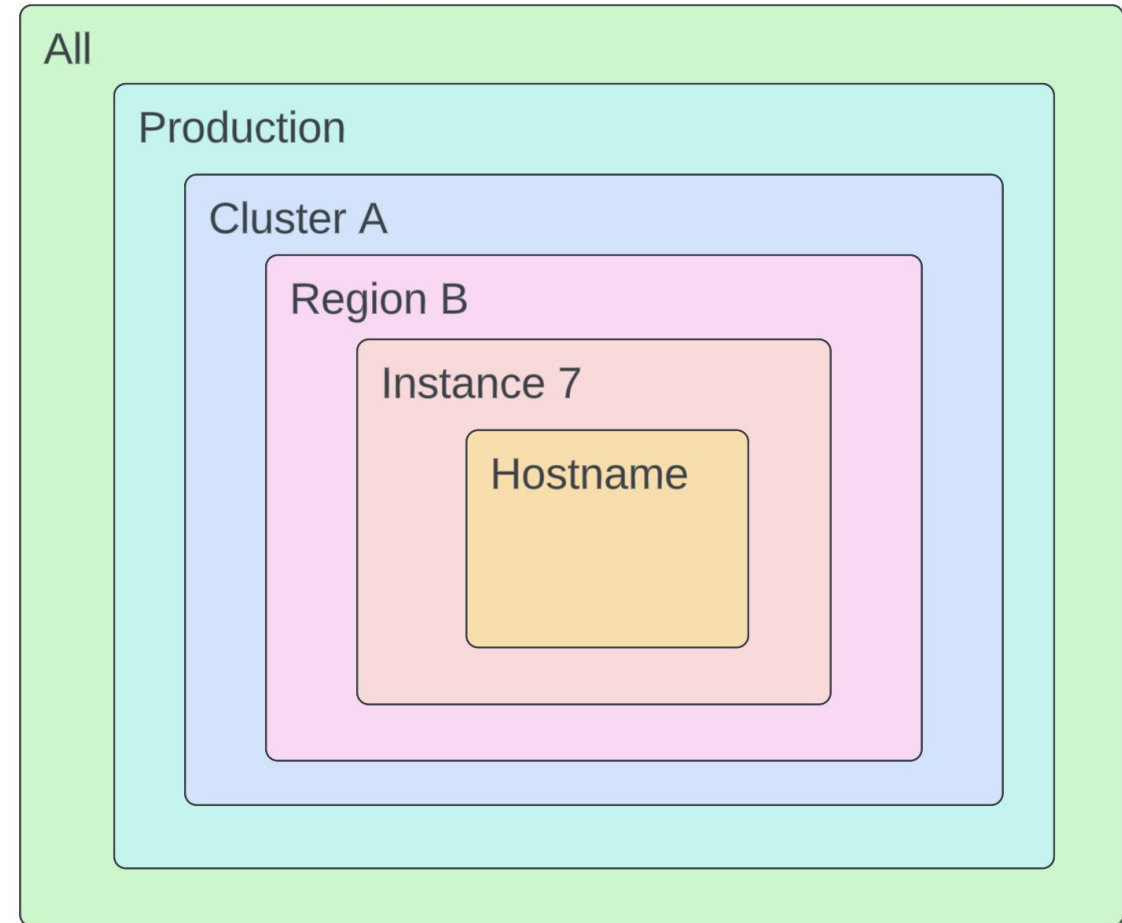 All
Production
Cluster A
Region B
Instance 7
Hostname